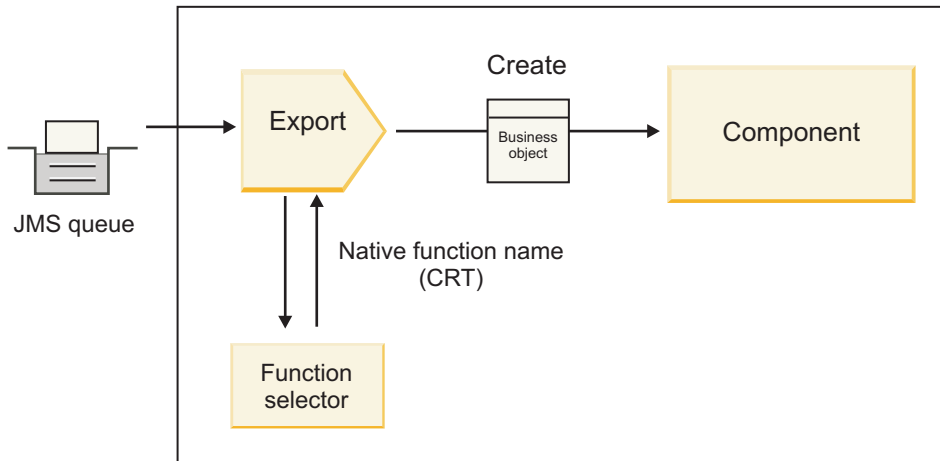 Create
Export
Business
object
Component
JMS queue
Native function name
(CRT)
Function
selector